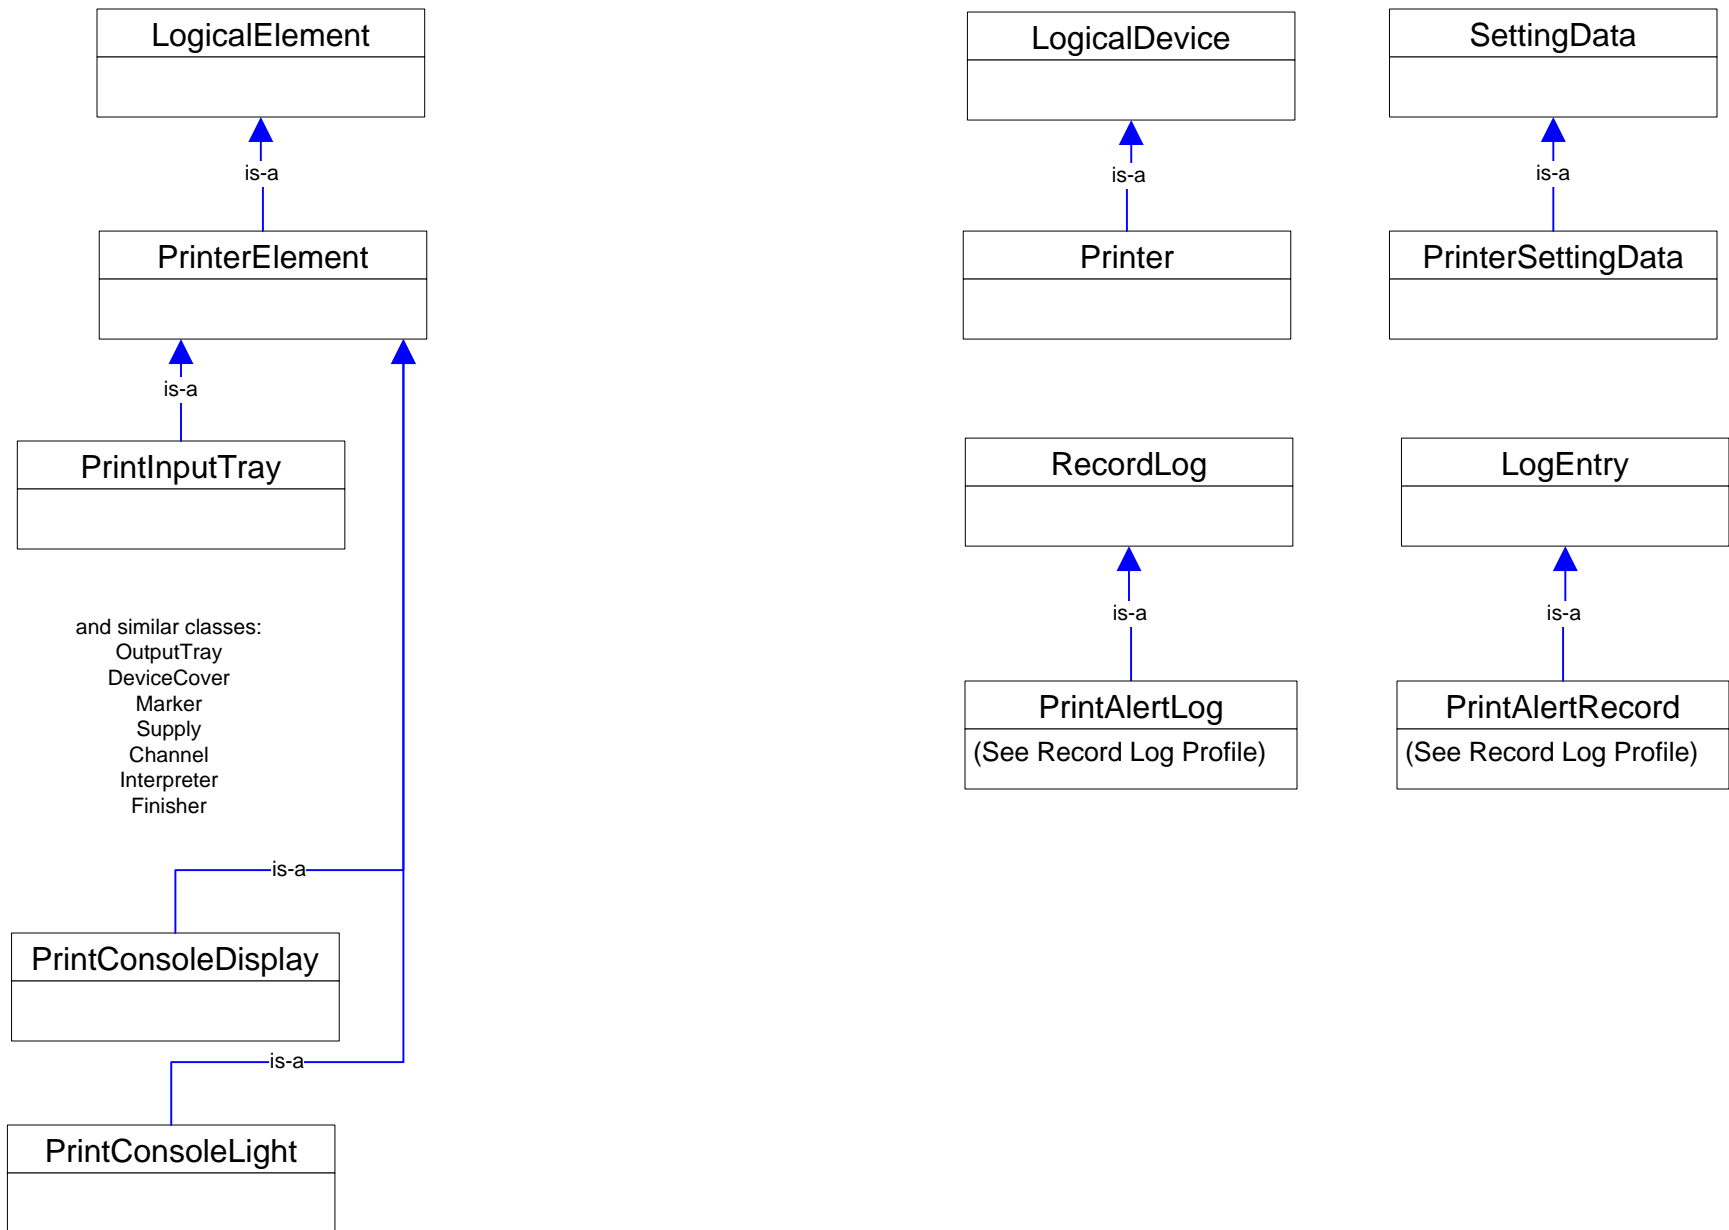 LogicalElement
LogicalDevice
SettingData
is-a
is-a
is-a
PrinterElement
Printer
PrinterSettingData
is-a
PrintInputTray
RecordLog
LogEntry
and similar classes:
OutputTray
DeviceCover
Marker
Supply
Channel
Interpreter
Finisher
is-a
is-a
PrintAlertLog
(See Record Log Profile)
PrintAlertRecord
(See Record Log Profile)
is-a
PrintConsoleDisplay
is-a
PrintConsoleLight